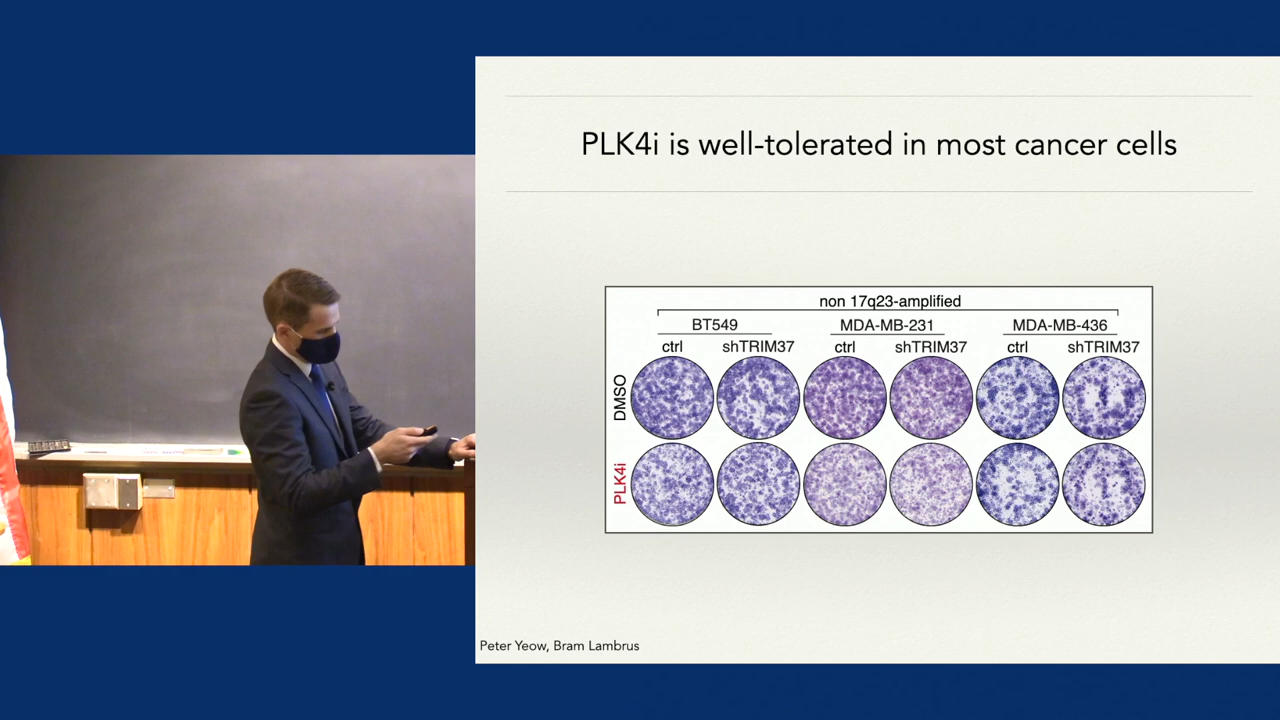 PLK4i is well-tolerated in most cancer cells
non 17q23-amplified
BT549 MDA-MB-231 MDA-MB-436
ctrl shTRIM37 ctrl shTRIM37 ctrl shTRIM37
DMSO
PLK4i
Peter Yeow, Bram Lambrus